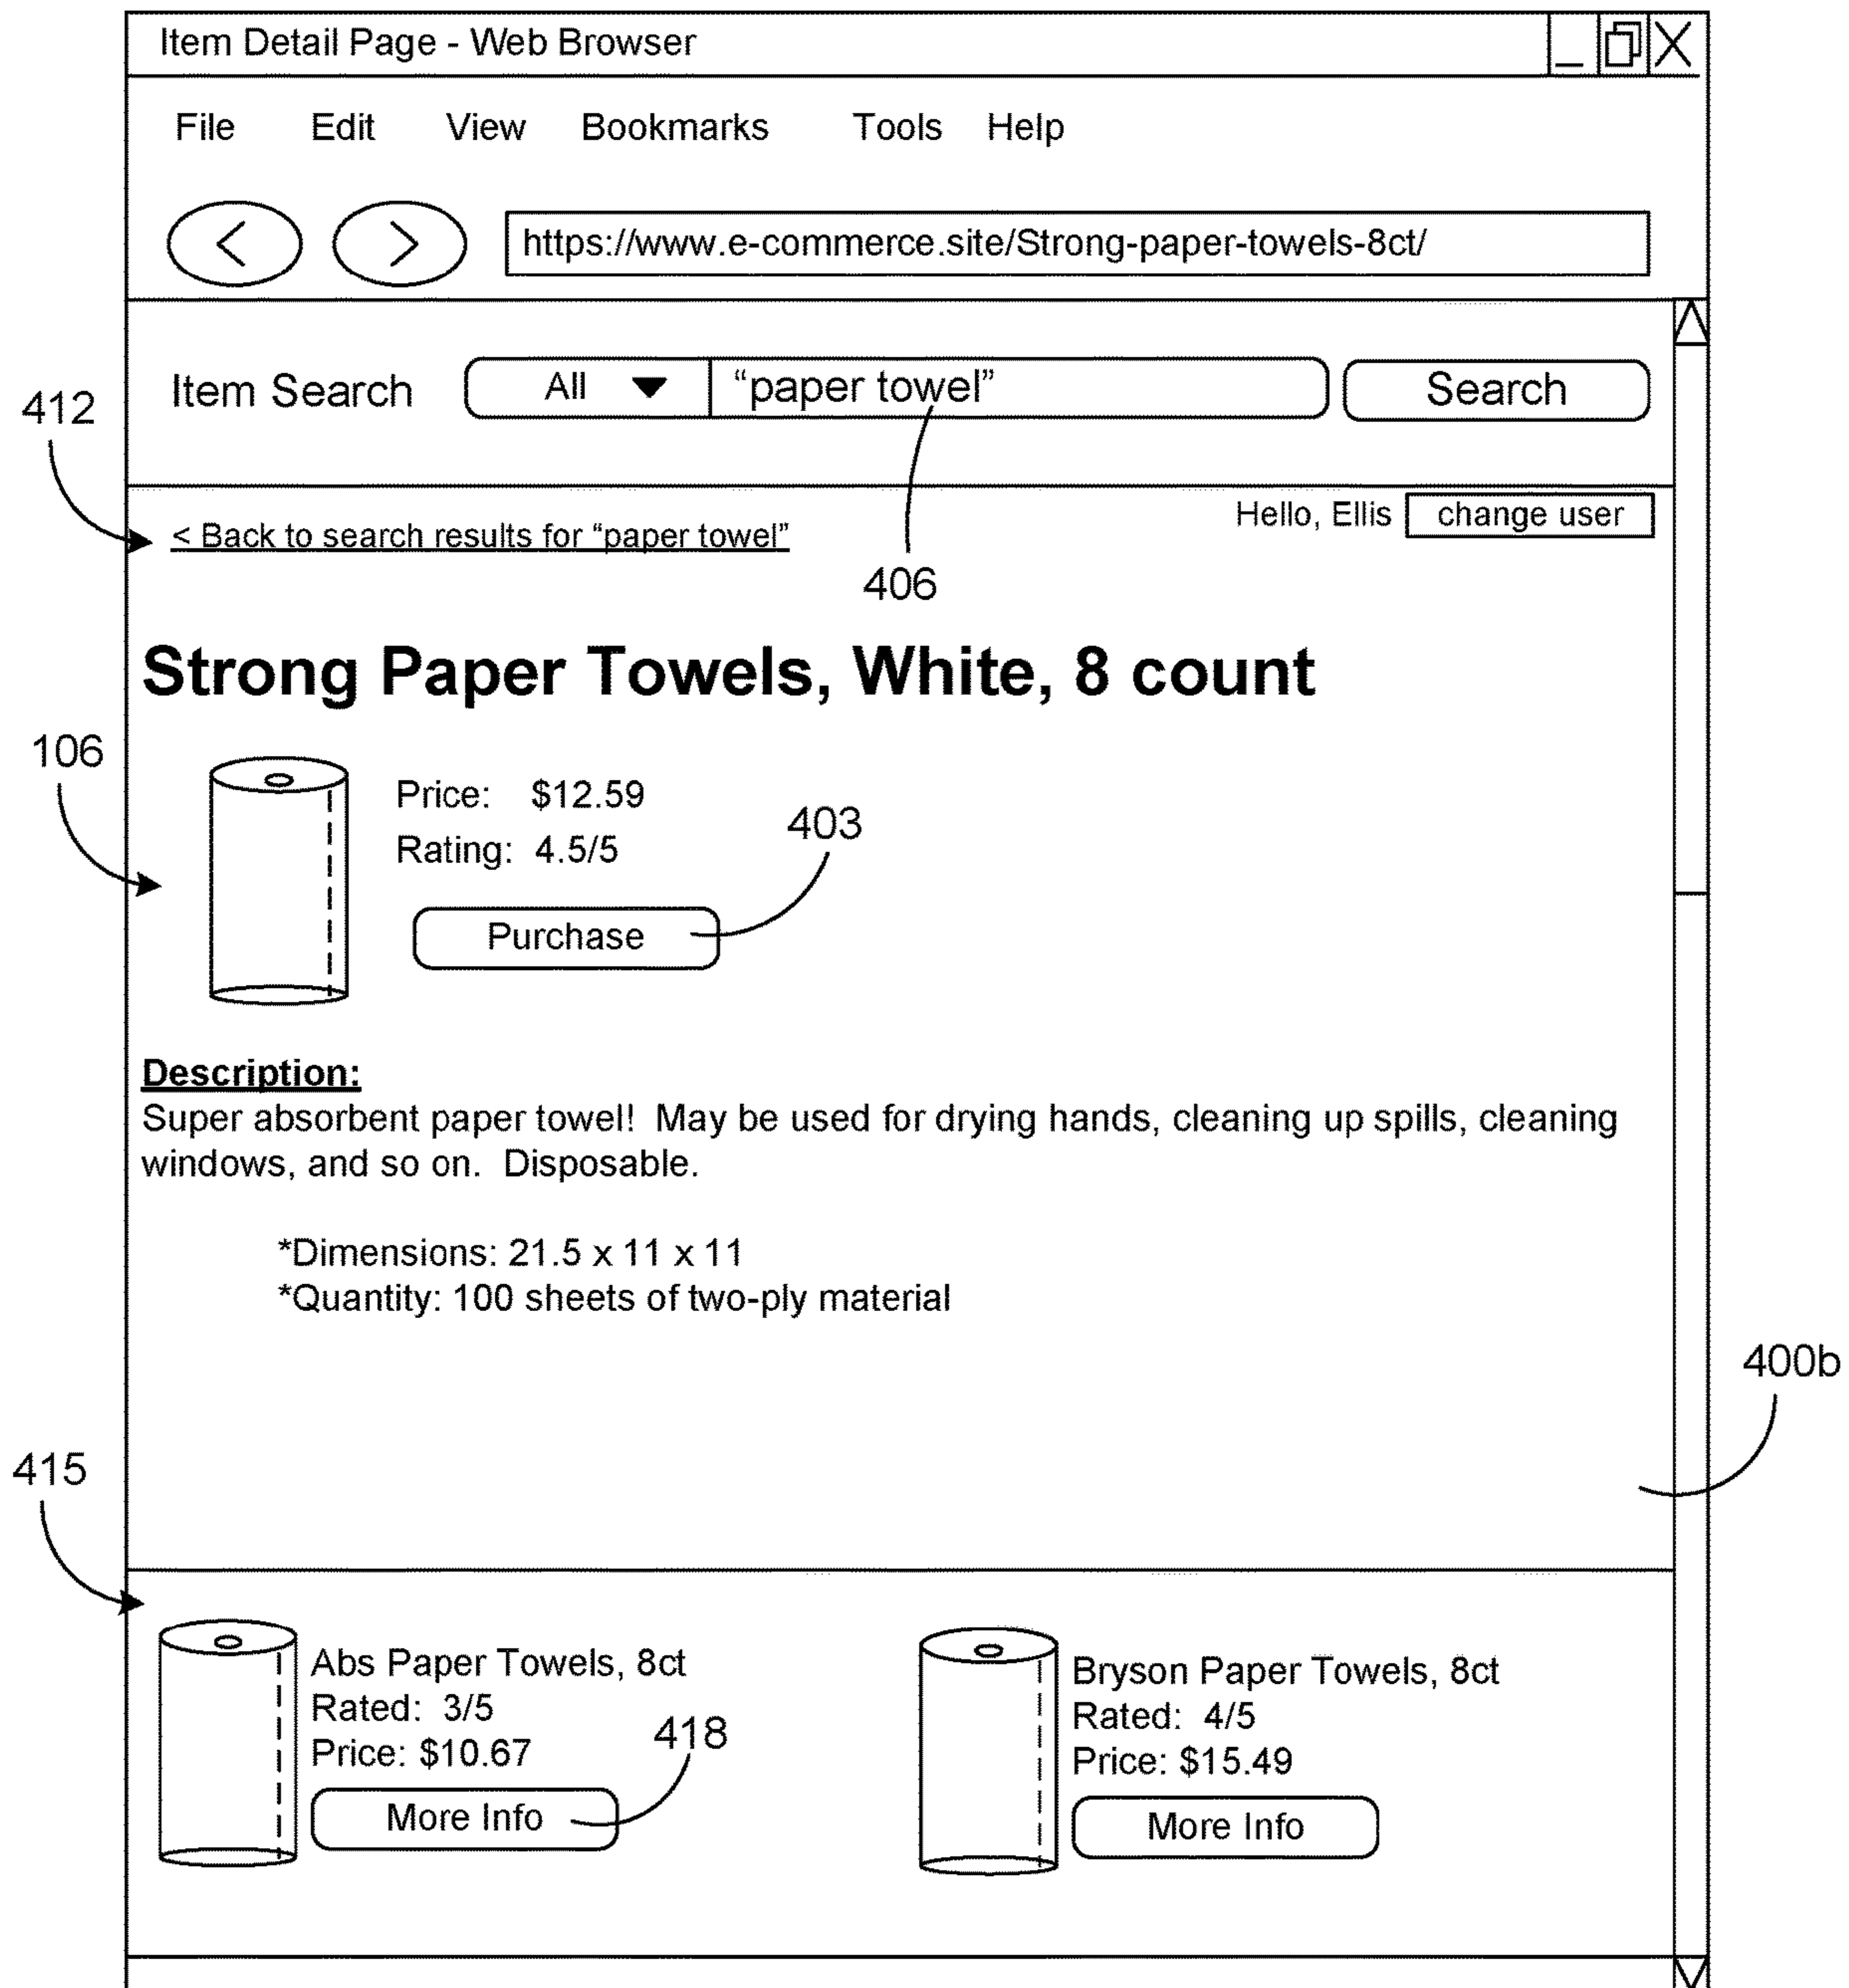 Item Detail Page - Web Browser
File Edit View Bookmarks Tools Help
< > https://www.e-commerce.site/Strong-paper-towels-8ct/
Item Search All “paper towel” Search
412
Hello, Ellis change user
< Back to search results for “paper towel”
406
Strong Paper Towels, White, 8 count
106
Price: $12.59
403
Rating: 4.5/5
Purchase
Description:
Super absorbent paper towel! May be used for drying hands, cleaning up spills, cleaning
windows, and so on. Disposable.
*Dimensions: 21.5 x 11 x 11
*Quantity: 100 sheets of two-ply material
400b
415
Abs Paper Towels, 8ct
Rated: 3/5
Price: $10.67
418
More Info
Bryson Paper Towels, 8ct
Rated: 4/5
Price: $15.49
More Info